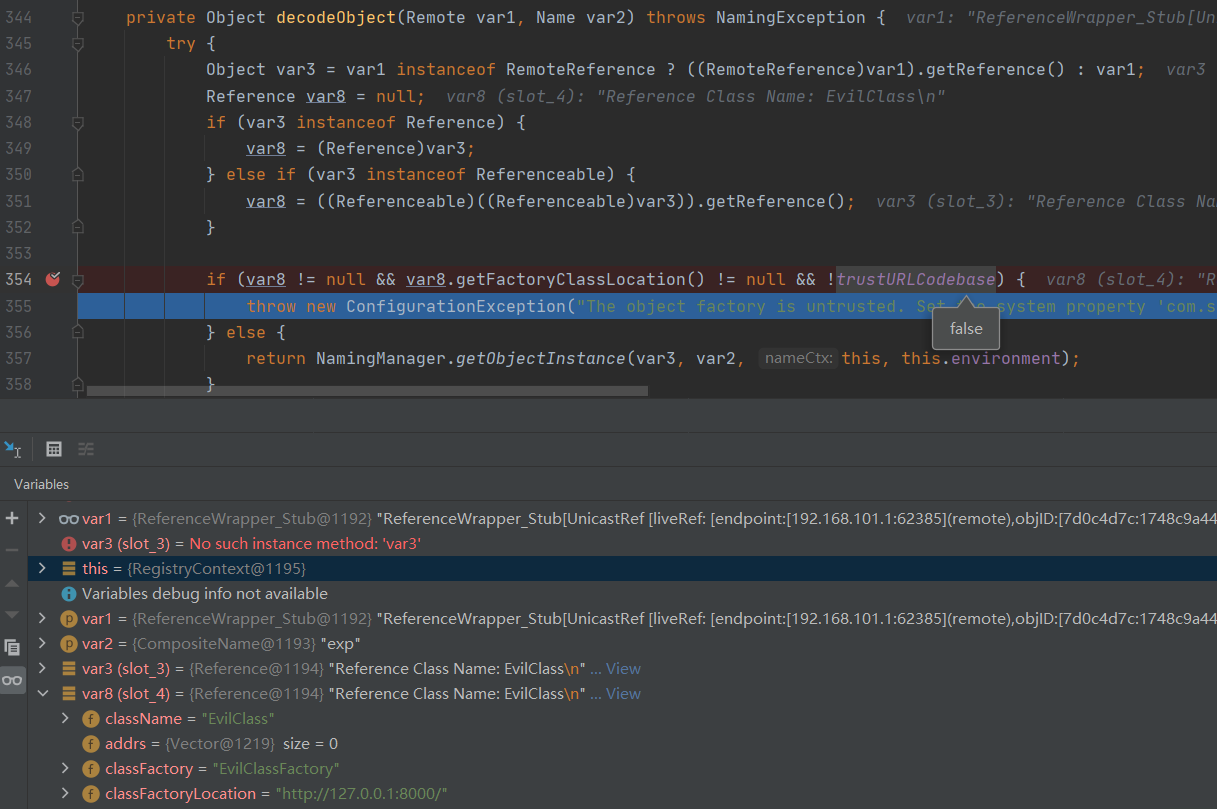 344 private Object decodeObject(Remote var1, Name var2) throws NamingException { var1: "ReferenceWrapper_Stub[Un
345 try {
346 Object var3 = var1 instanceof RemoteReference ? ((RemoteReference)var1).getReference() : var1; var3
347 Reference var8 = null; var8 (slot_4): "Reference Class Name: EvilClass\n"
348 if (var3 instanceof Reference) {
349 var8 = (Reference)var3;
350 } else if (var3 instanceof Referenceable) {
351 var8 = ((Referenceable)((Referenceable)var3)).getReference(); var3 (slot_3): "Reference Class Na
352 }
353
354 if (var8 != null && var8.getFactoryClassLocation() != null && !trustURLCodebase) { var8 (slot_4): "R
355 throw new ConfigurationException("The object factory is untrusted. Set the system property 'com.s
false
356 } else {
357 return NamingManager.getObjectInstance(var3, var2, nameCtx: this, this.environment);
358 }
Variables
var1 = {ReferenceWrapper_Stub@1192} "ReferenceWrapper_Stub[UnicastRef [liveRef: [endpoint:[192.168.101.1:62385](remote),objID:[7d0c4d7c:1748c9a44
var3 (slot_3) = No such instance method: 'var3'
this = {RegistryContext@1195}
Variables debug info not available
var1 = {ReferenceWrapper_Stub@1192} "ReferenceWrapper_Stub[UnicastRef [liveRef: [endpoint:[192.168.101.1:62385](remote),objID:[7d0c4d7c:1748c9a44
var2 = {CompositeName@1193} "exp"
var3 (slot_3) = {Reference@1194} "Reference Class Name: EvilClass\n" ... View
var8 (slot_4) = {Reference@1194} "Reference Class Name: EvilClass\n" ... View
className = "EvilClass"
addrs = {Vector@1219} size = 0
classFactory = "EvilClassFactory"
classFactoryLocation = "http://127.0.0.1:8000/"